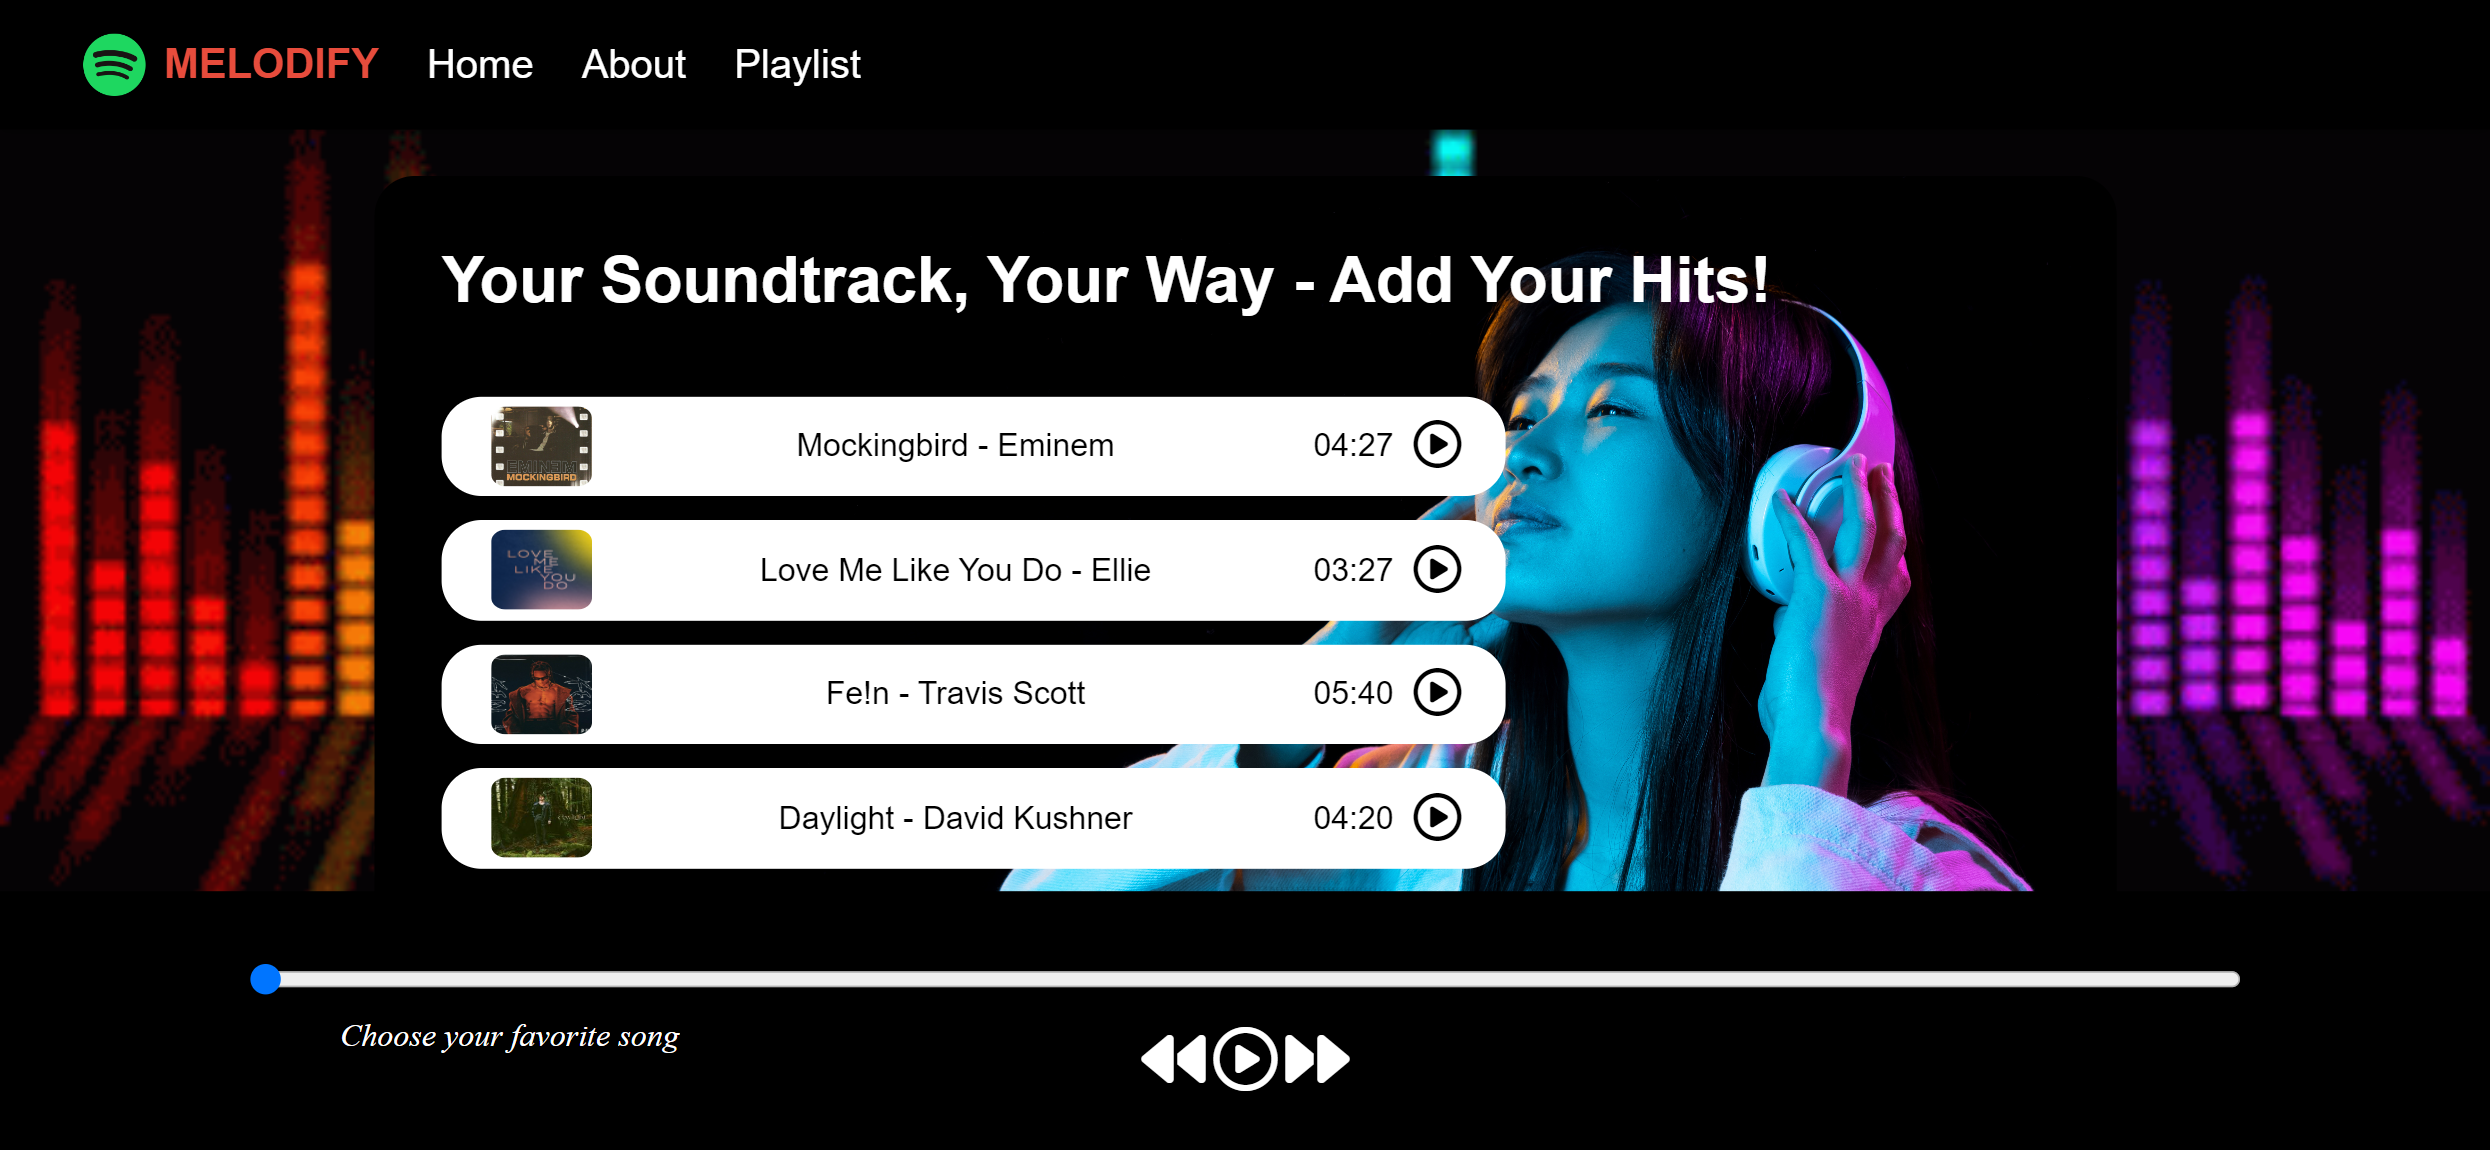 MELODIFY Home About Playlist
Your Soundtrack, Your Way - Add Your Hits!
EMINEM
MOCKINGBIRD
Mockingbird - Eminem 04:27
LOVE
ME
LIKE
YOU
DO
Love Me Like You Do - Ellie 03:27
Fe!n - Travis Scott 05:40
daylight
Daylight - David Kushner 04:20
Choose your favorite song